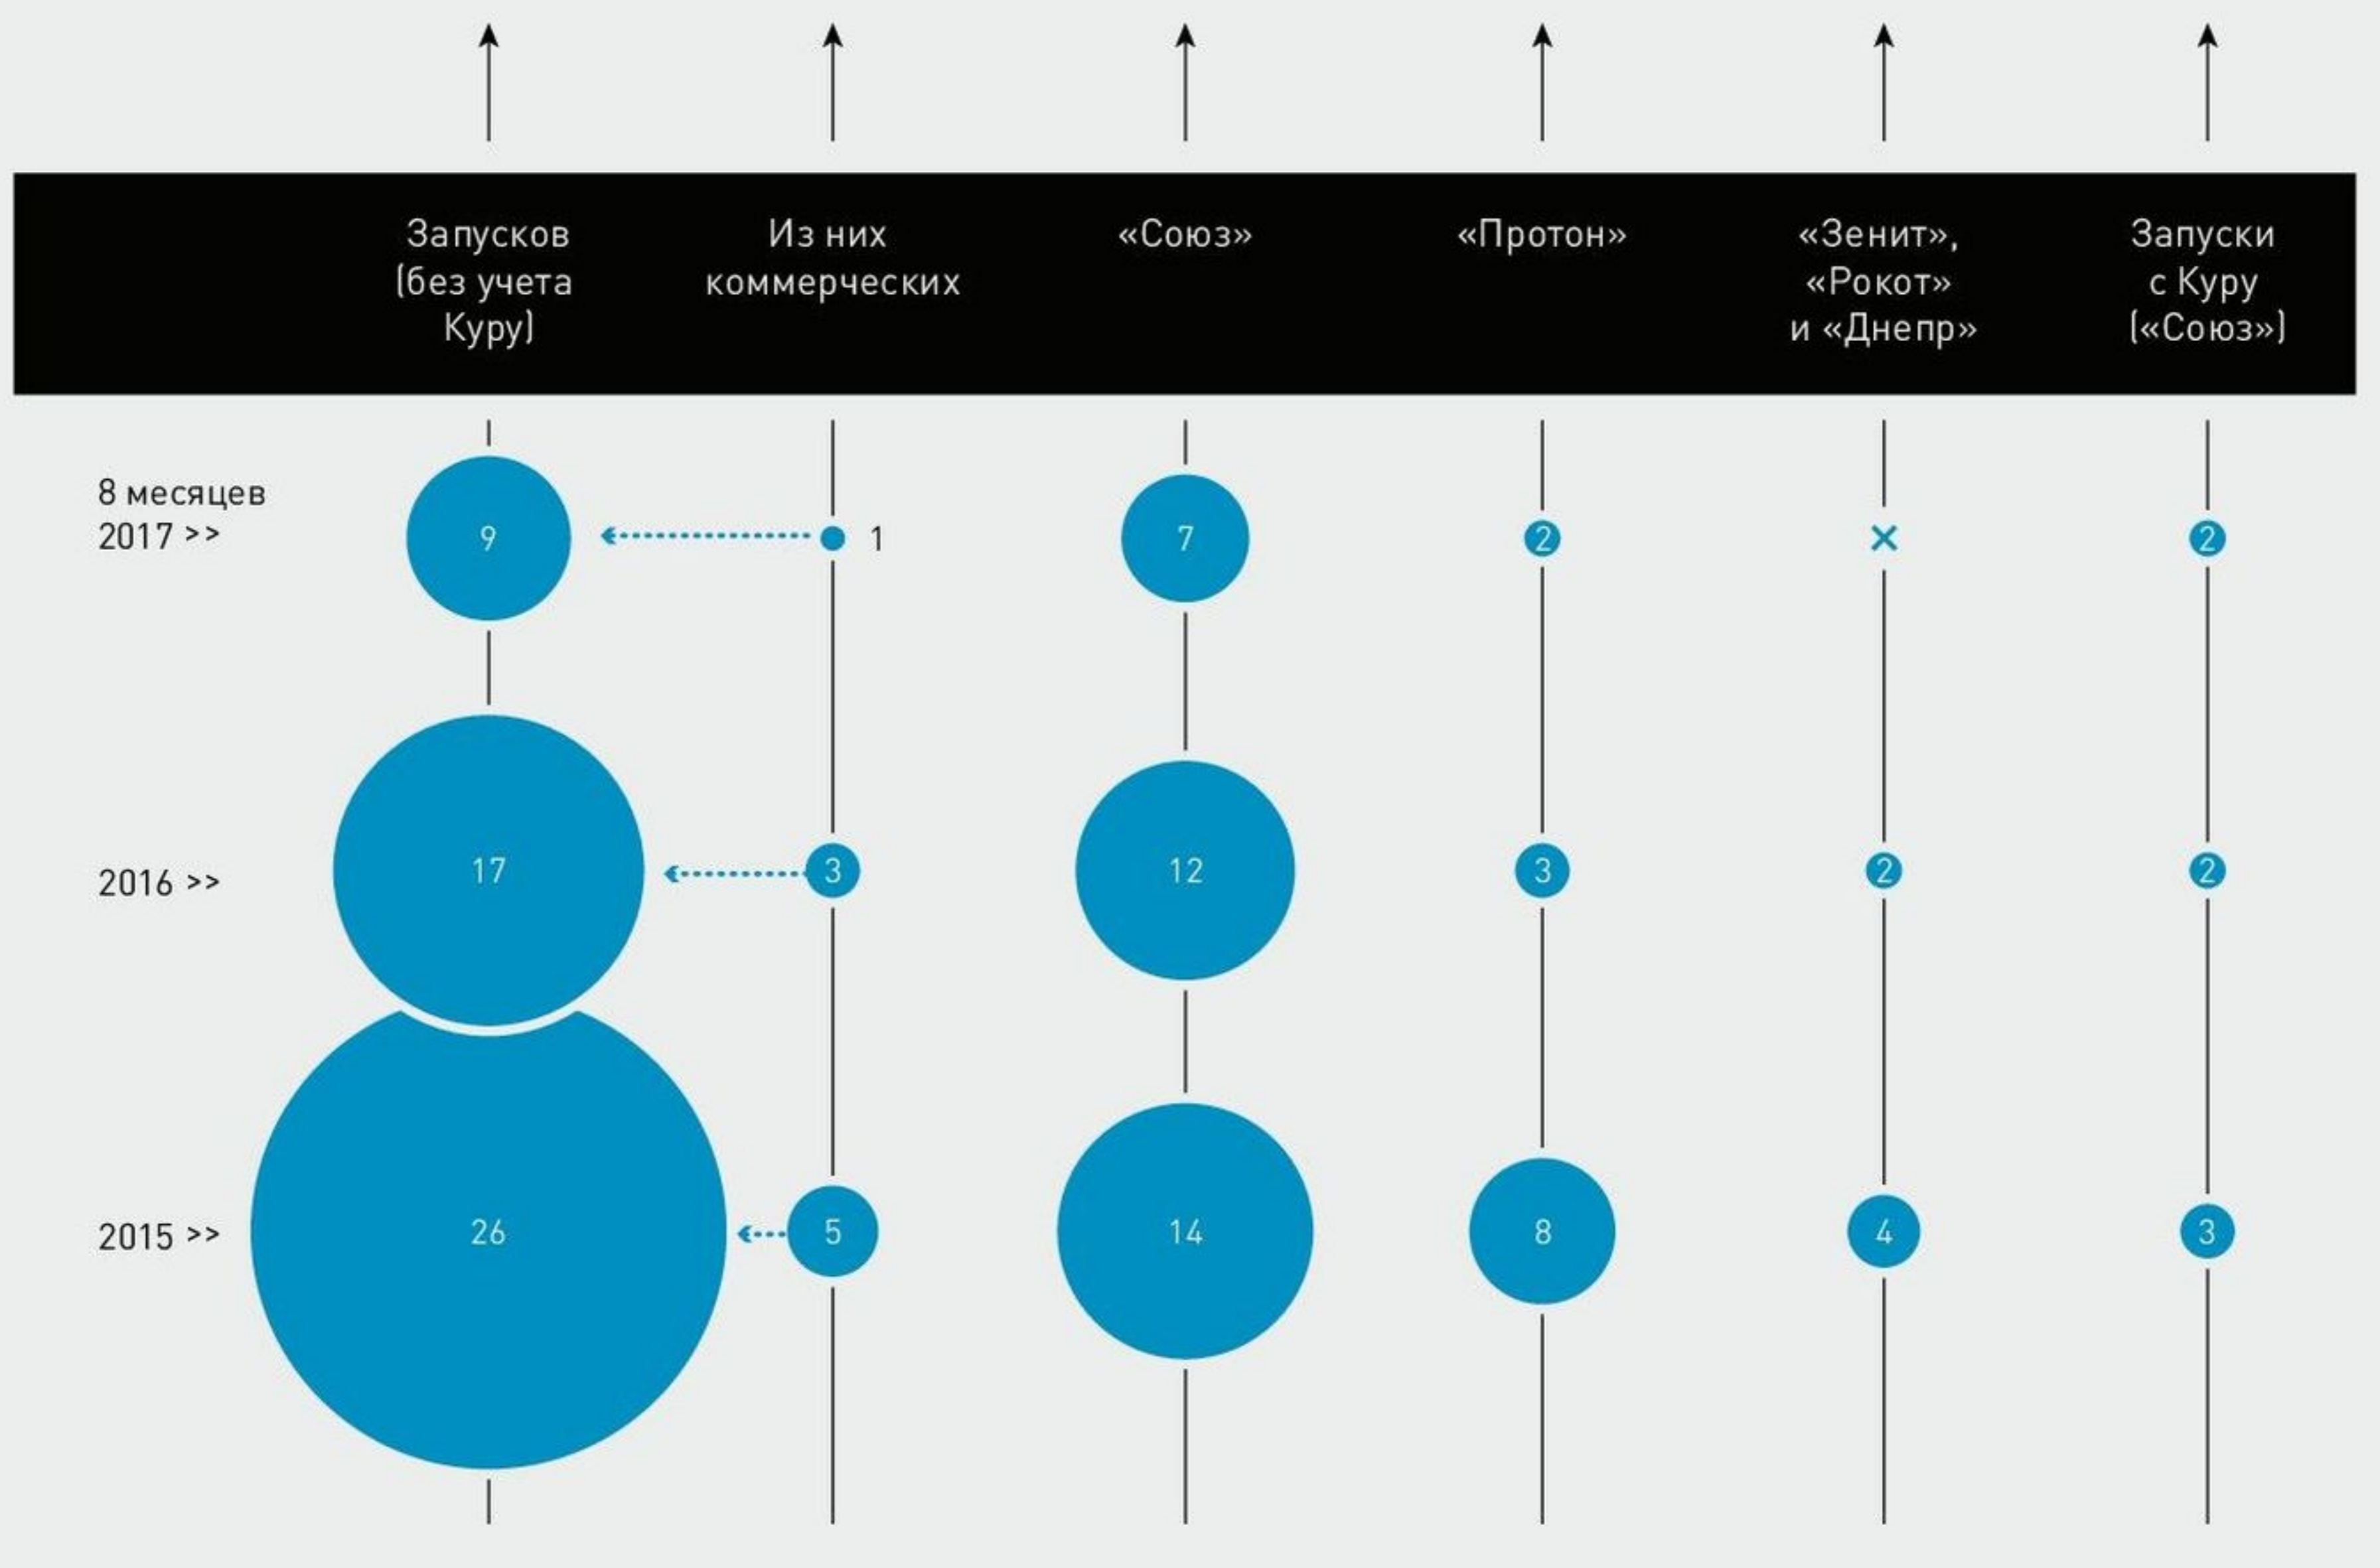 Запусков
(без учета
Куру)
Из них
коммерческих
«Союз»
«Протон»
«Зенит»,
«Рокот»
и «Днепр»
Запуски
с Куру
(«Союз»)
8 месяцев
2017 >>
9
1
7
2
2
2016 >>
17
3
12
3
2
2
2015 >>
26
5
14
8
4
3